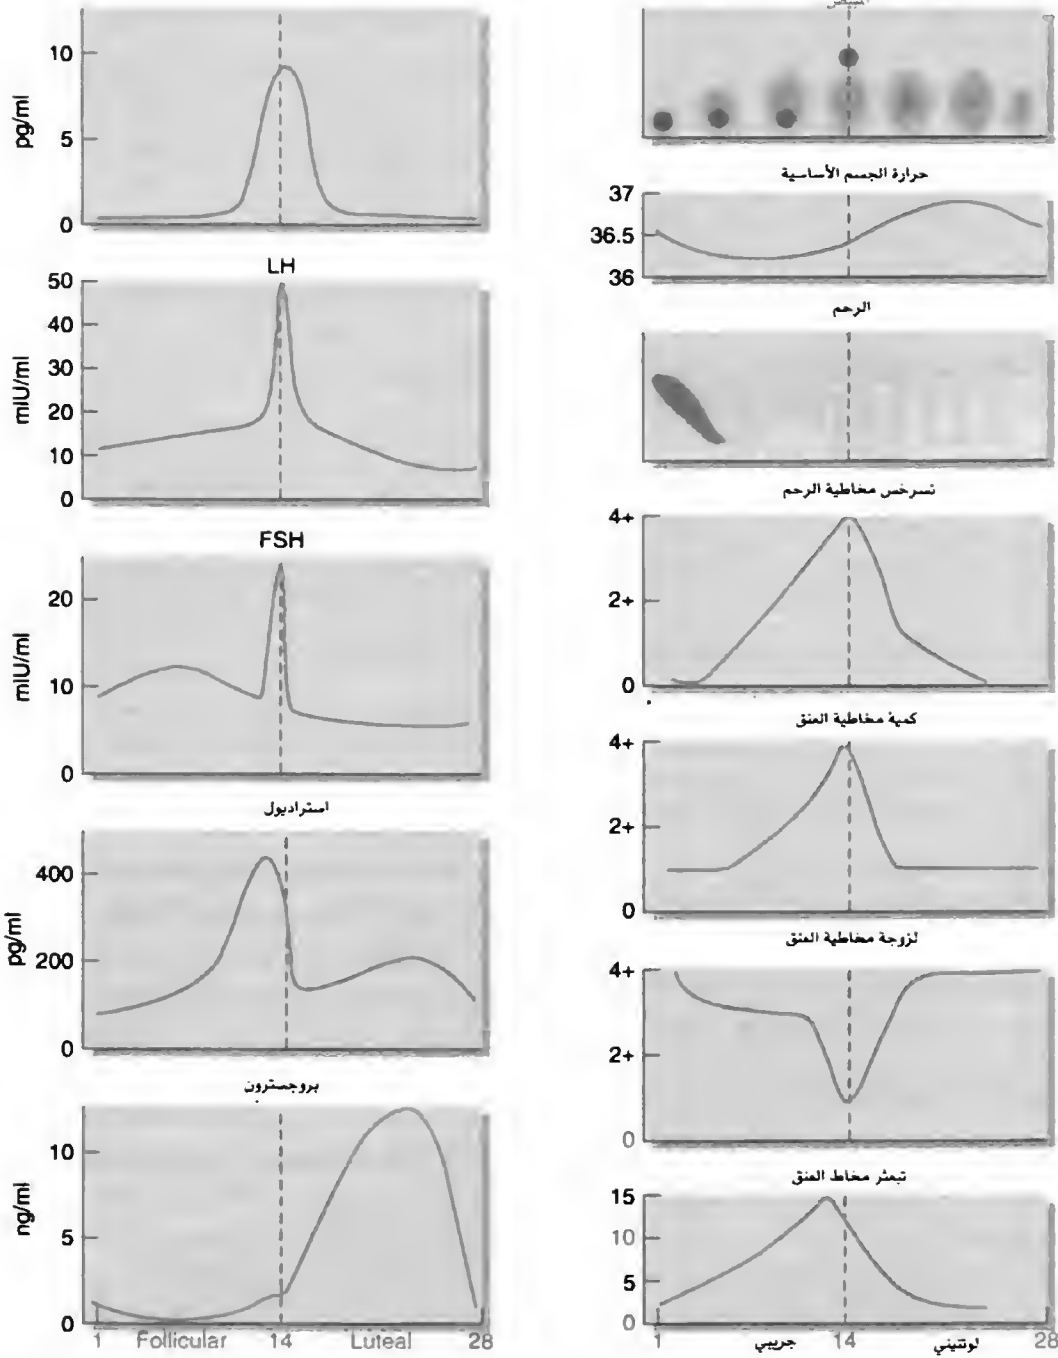 10
5
0
pg/ml
LH
50
40
30
20
10
0
mIU/ml
FSH
20
10
0
mIU/ml
استراديول
400
200
0
pg/ml
بروجسترون
10
5
0
ng/ml
1 Follicular 14 Luteal 28
المبيض
حرارة الجسم الأساسية
37
36.5
36
الرحم
تسرخس مخاطية الرحم
4+
2+
0
كمية مخاطية العنق
4+
2+
0
لزوجة مخاطية العنق
4+
2+
0
تبعثر مخاط العنق
15
10
5
0
1 جريبي 14 لوتئيني 28